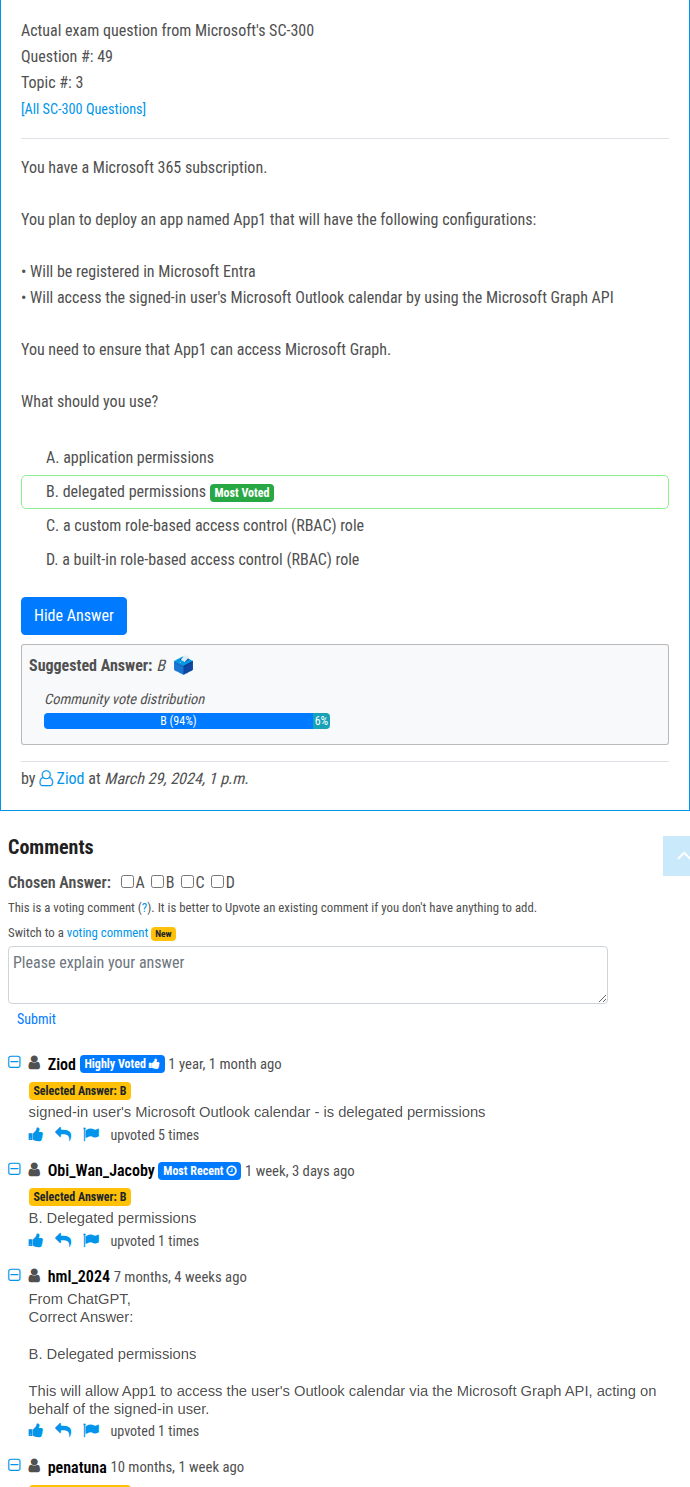 Actual exam question from Microsoft's SC-300
Question #: 49
Topic #: 3
[All SC-300 Questions]
You have a Microsoft 365 subscription.
You plan to deploy an app named App1 that will have the following configurations:
• Will be registered in Microsoft Entra
• Will access the signed-in user's Microsoft Outlook calendar by using the Microsoft Graph API
You need to ensure that App1 can access Microsoft Graph.
What should you use?
A. application permissions
B. delegated permissions Most Voted
C. a custom role-based access control (RBAC) role
D. a built-in role-based access control (RBAC) role
Hide Answer
Suggested Answer: B
Community vote distribution
B (94%) 6%
by Ziod at March 29, 2024, 1 p.m.
Comments
Chosen Answer: A B C D
This is a voting comment (?). It is better to Upvote an existing comment if you don't have anything to add.
Switch to a voting comment New
Please explain your answer
Submit
Ziod Highly Voted 1 year, 1 month ago
Selected Answer: B
signed-in user's Microsoft Outlook calendar - is delegated permissions
upvoted 5 times
Obi_Wan_Jacoby Most Recent 1 week, 3 days ago
Selected Answer: B
B. Delegated permissions
upvoted 1 times
hml_2024 7 months, 4 weeks ago
From ChatGPT,
Correct Answer:
B. Delegated permissions
This will allow App1 to access the user's Outlook calendar via the Microsoft Graph API, acting on
behalf of the signed-in user.
upvoted 1 times
penatuna 10 months, 1 week ago